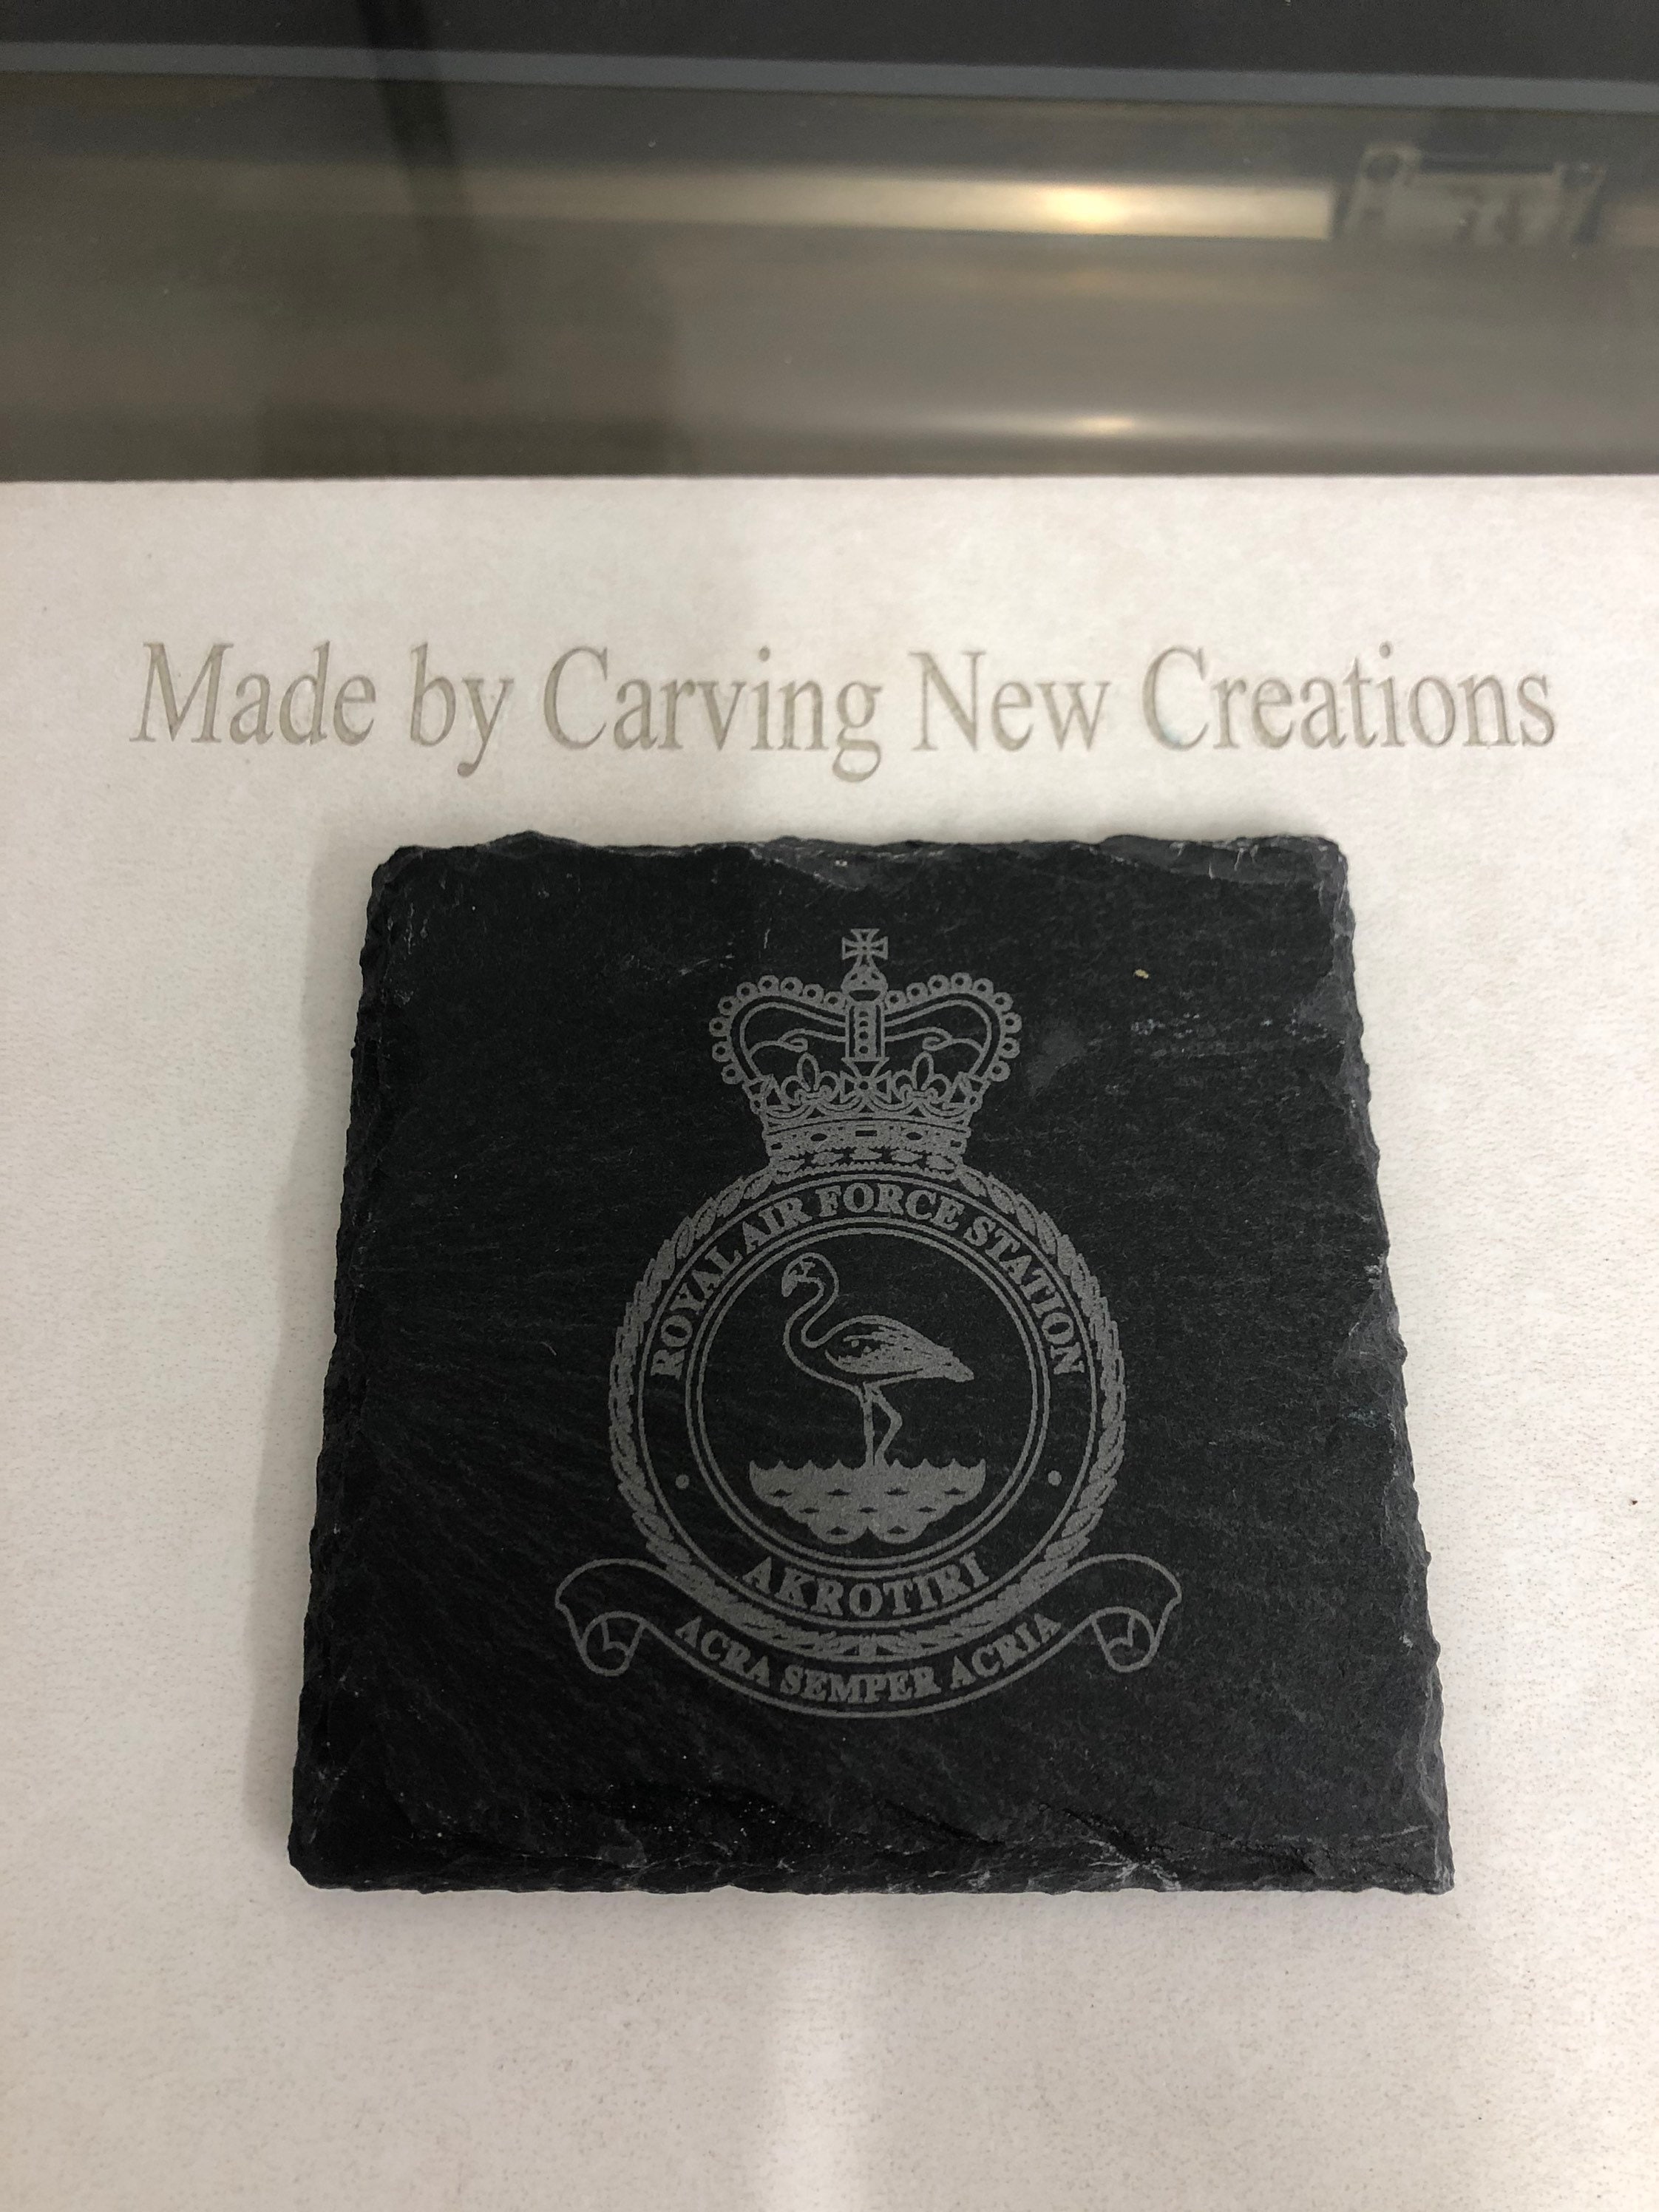 Made by Carving New Creations
ROYAL AIR FORCE STATION
AKROTIRI
ACRA SEMPER ACRIA